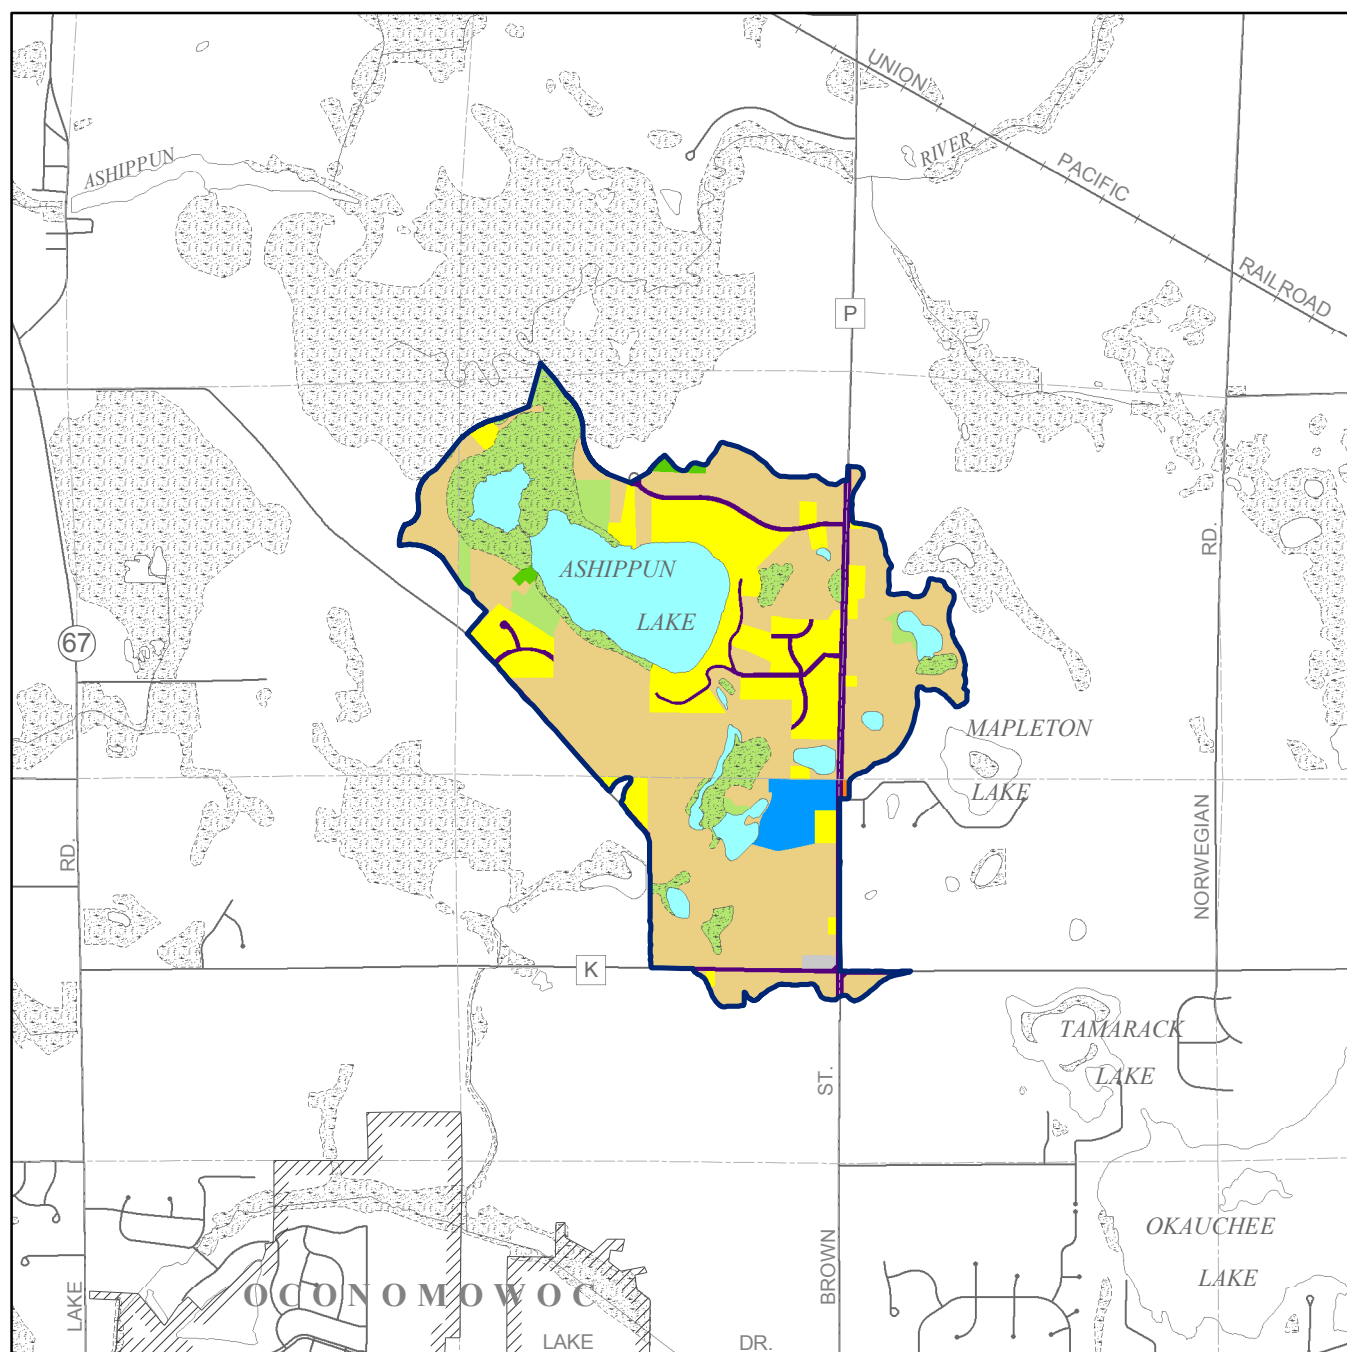 UNION
RIVER
ASHIPPUN
PACIFIC
RAILROAD
P
RD.
ASHIPPUN
LAKE
67
MAPLETON
LAKE
RD.
NORWEGIAN
K
TAMARACK
LAKE
ST.
OKAUCHEE
LAKE
BROWN
LAKE
OCONOMOWOC
LAKE DR.